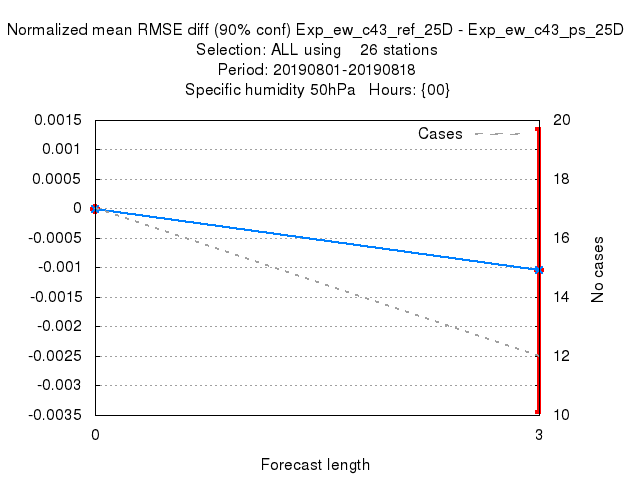 Normalized mean RMSE diff (90% conf) Exp_ew_c43_ref_25D - Exp_ew_c43_ps_25D
Selection: ALL using    26 stations
Period: 20190801-20190818
Specific humidity 50hPa   Hours: {00}
Cases
0.0015
0.001
0.0005
0
-0.0005
-0.001
-0.0015
-0.002
-0.0025
-0.003
-0.0035
20
18
16
14
12
10
No cases
0
3
Forecast length